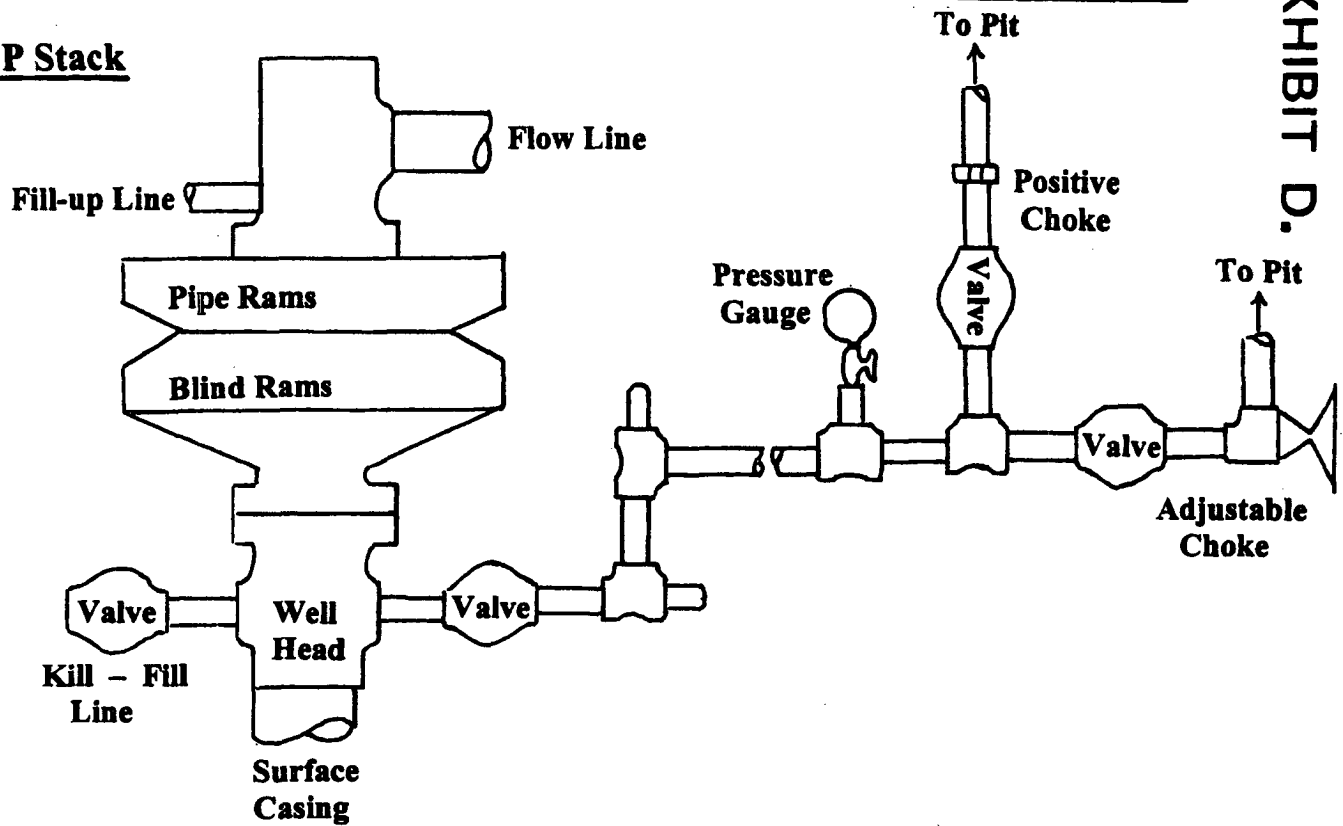 P Stack
To Pit
Flow Line
Fill-up Line
Positive
Choke
Valve
Pressure
Gauge
To Pit
Pipe Rams
Blind Rams
Valve
Adjustable
Choke
Valve
Well
Head
Valve
Kill – Fill
Line
Surface
Casing
XHIBIT D.